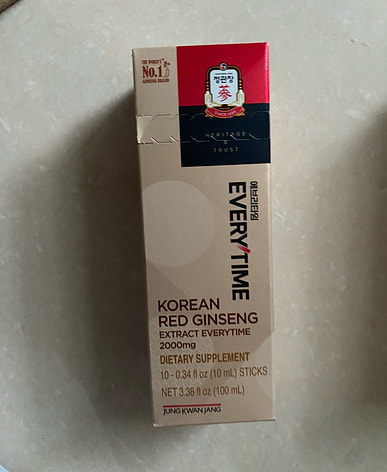 THE WORLD'S
NO.1
GINSENG BRAND
정관장
蔘
SINCE 1899
HERITAGE
&
TRUST
EVERYTIME
에브리타임
KOREAN
RED GINSENG
EXTRACT EVERYTIME
2000mg
DIETARY SUPPLEMENT
10 - 0.34 fl oz (10 mL) STICKS
NET 3.38 fl oz (100 mL)
JUNG KWAN JANG